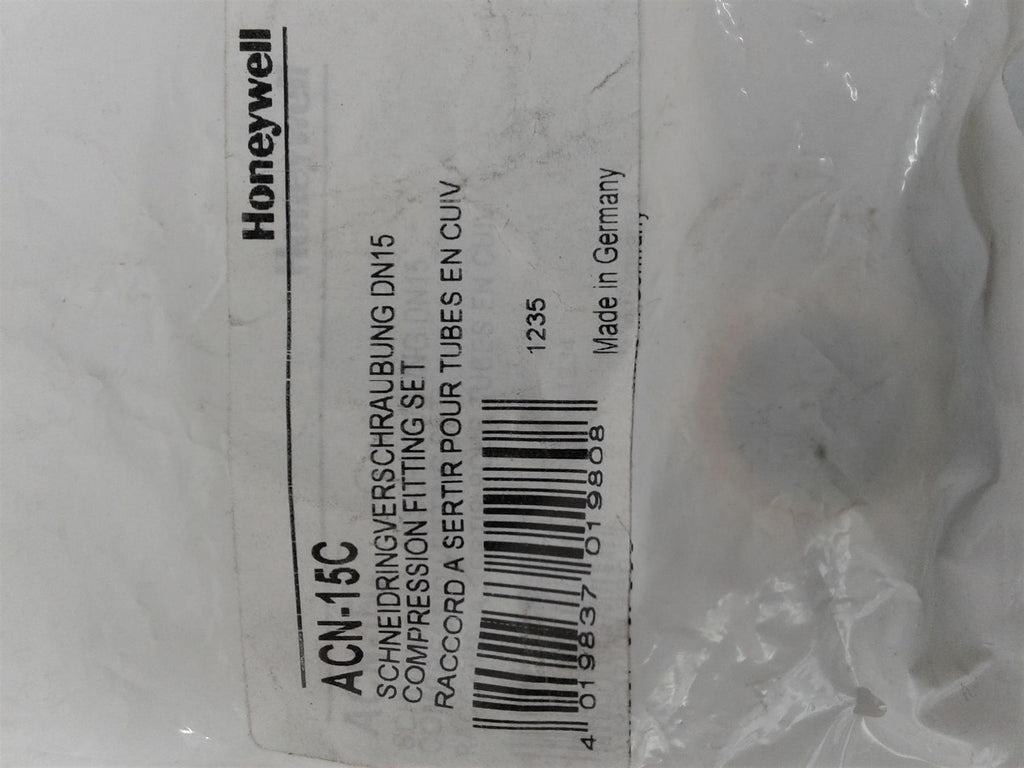 Honeywell
ACN-15C
SCHNEIDRINGVERSCHRAUBUNG DN15
COMPRESSION FITTING SET
RACCORD A SERTIR POUR TUBES EN CUIV
1235
4 019837 019808
Made in Germany